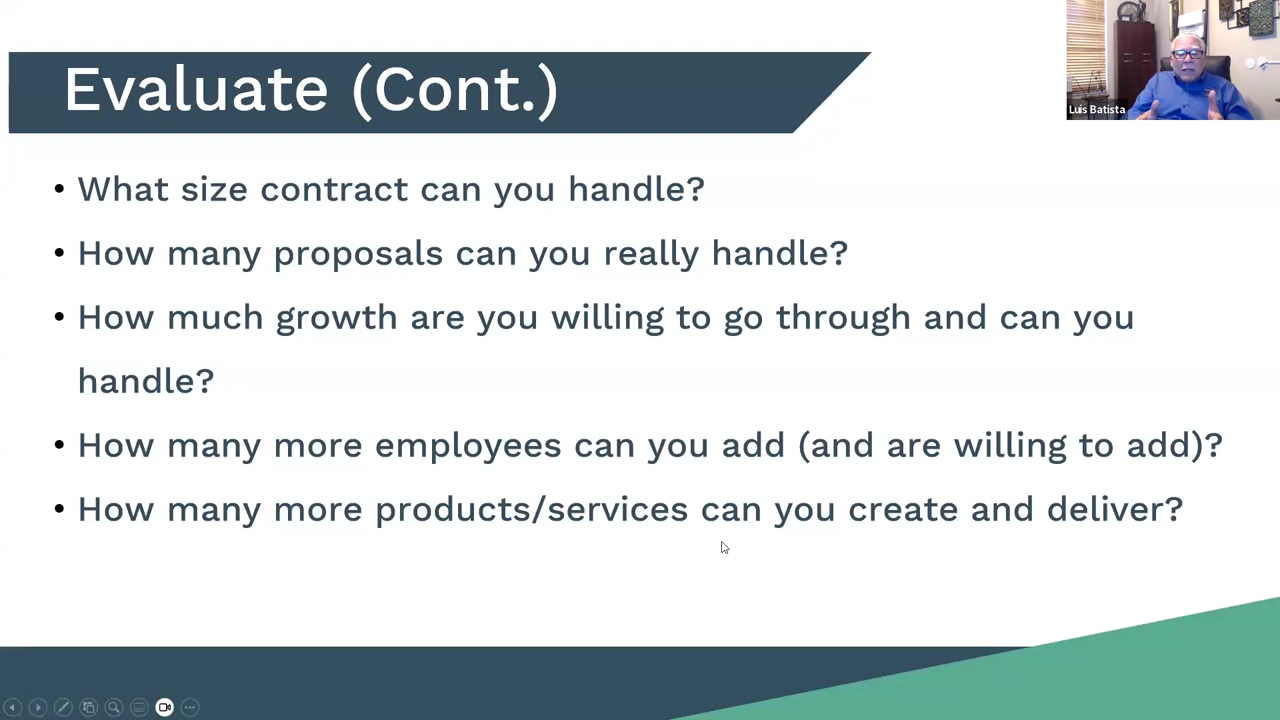 Evaluate (Cont.)
Luis Batista
• What size contract can you handle?
• How many proposals can you really handle?
• How much growth are you willing to go through and can you
handle?
• How many more employees can you add (and are willing to add)?
• How many more products/services can you create and deliver?